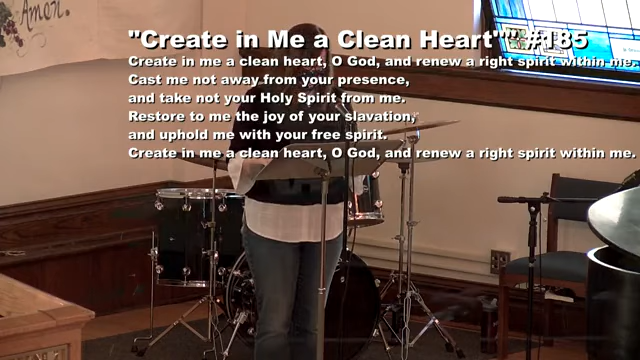 Amen.
"Create in Me a Clean Heart"" #185
Create in me a clean heart, O God, and renew a right spirit within me.
Cast me not away from your presence,
and take not your Holy Spirit from me.
Restore to me the joy of your slavation,
and uphold me with your free spirit.
Create in me a clean heart, O God, and renew a right spirit within me.